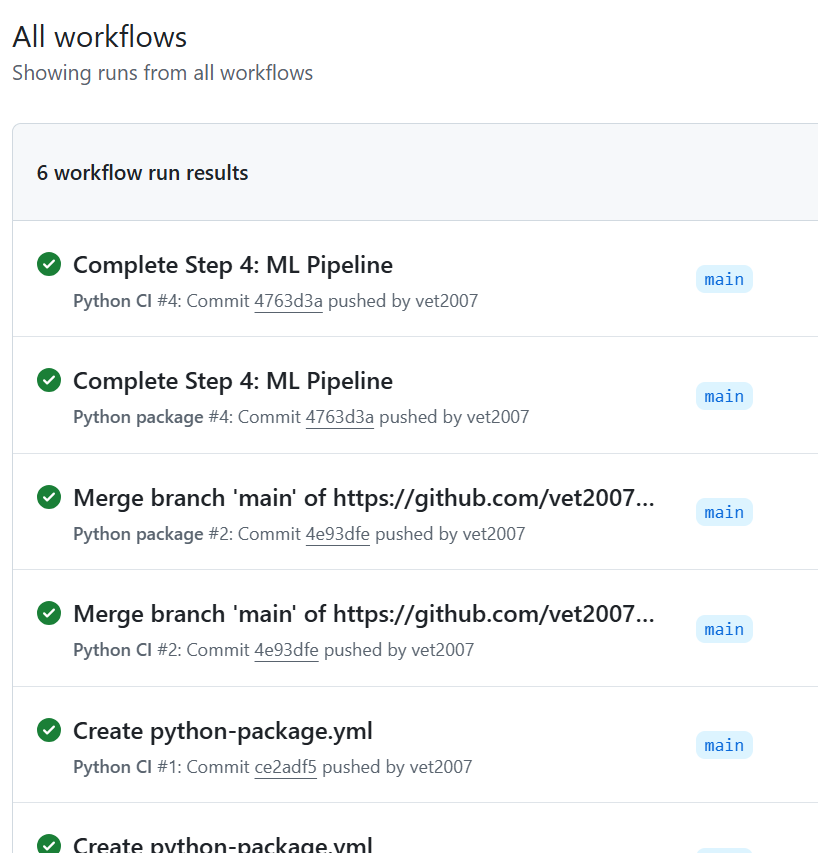 All workflows
Showing runs from all workflows
6 workflow run results
Complete Step 4: ML Pipeline
Python CI #4: Commit 4763d3a pushed by vet2007
main
Complete Step 4: ML Pipeline
Python package #4: Commit 4763d3a pushed by vet2007
main
Merge branch 'main' of https://github.com/vet2007...
Python package #2: Commit 4e93dfe pushed by vet2007
main
Merge branch 'main' of https://github.com/vet2007...
Python CI #2: Commit 4e93dfe pushed by vet2007
main
Create python-package.yml
Python CI #1: Commit ce2adf5 pushed by vet2007
main
Create python-package.yml